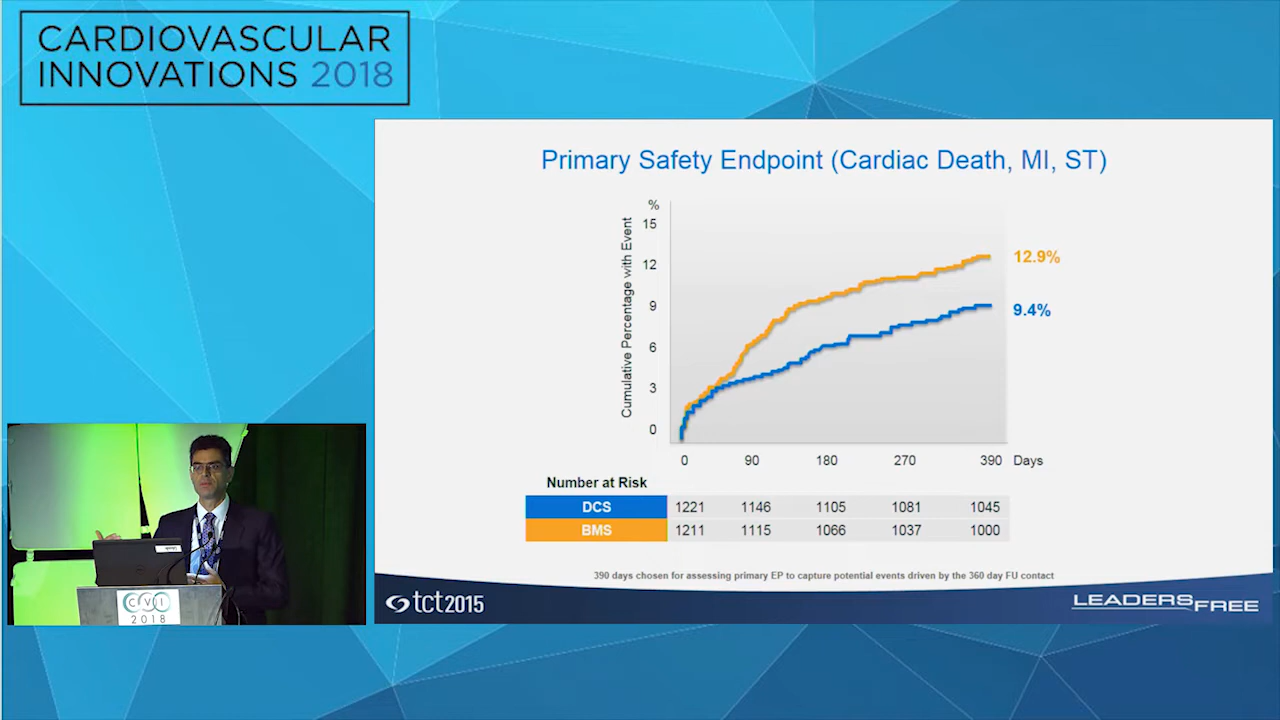 CARDIOVASCULAR
INNOVATIONS 2018
Primary Safety Endpoint (Cardiac Death, MI, ST)
%
15
12
9
6
3
0
Cumulative Percentage with Event
12.9%
9.4%
0 90 180 270 390 Days
Number at Risk
DCS 1221 1146 1105 1081 1045
BMS 1211 1115 1066 1037 1000
390 days chosen for assessing primary EP to capture potential events driven by the 360 day FU contact
tct2015
LEADERS FREE
CVI
2018